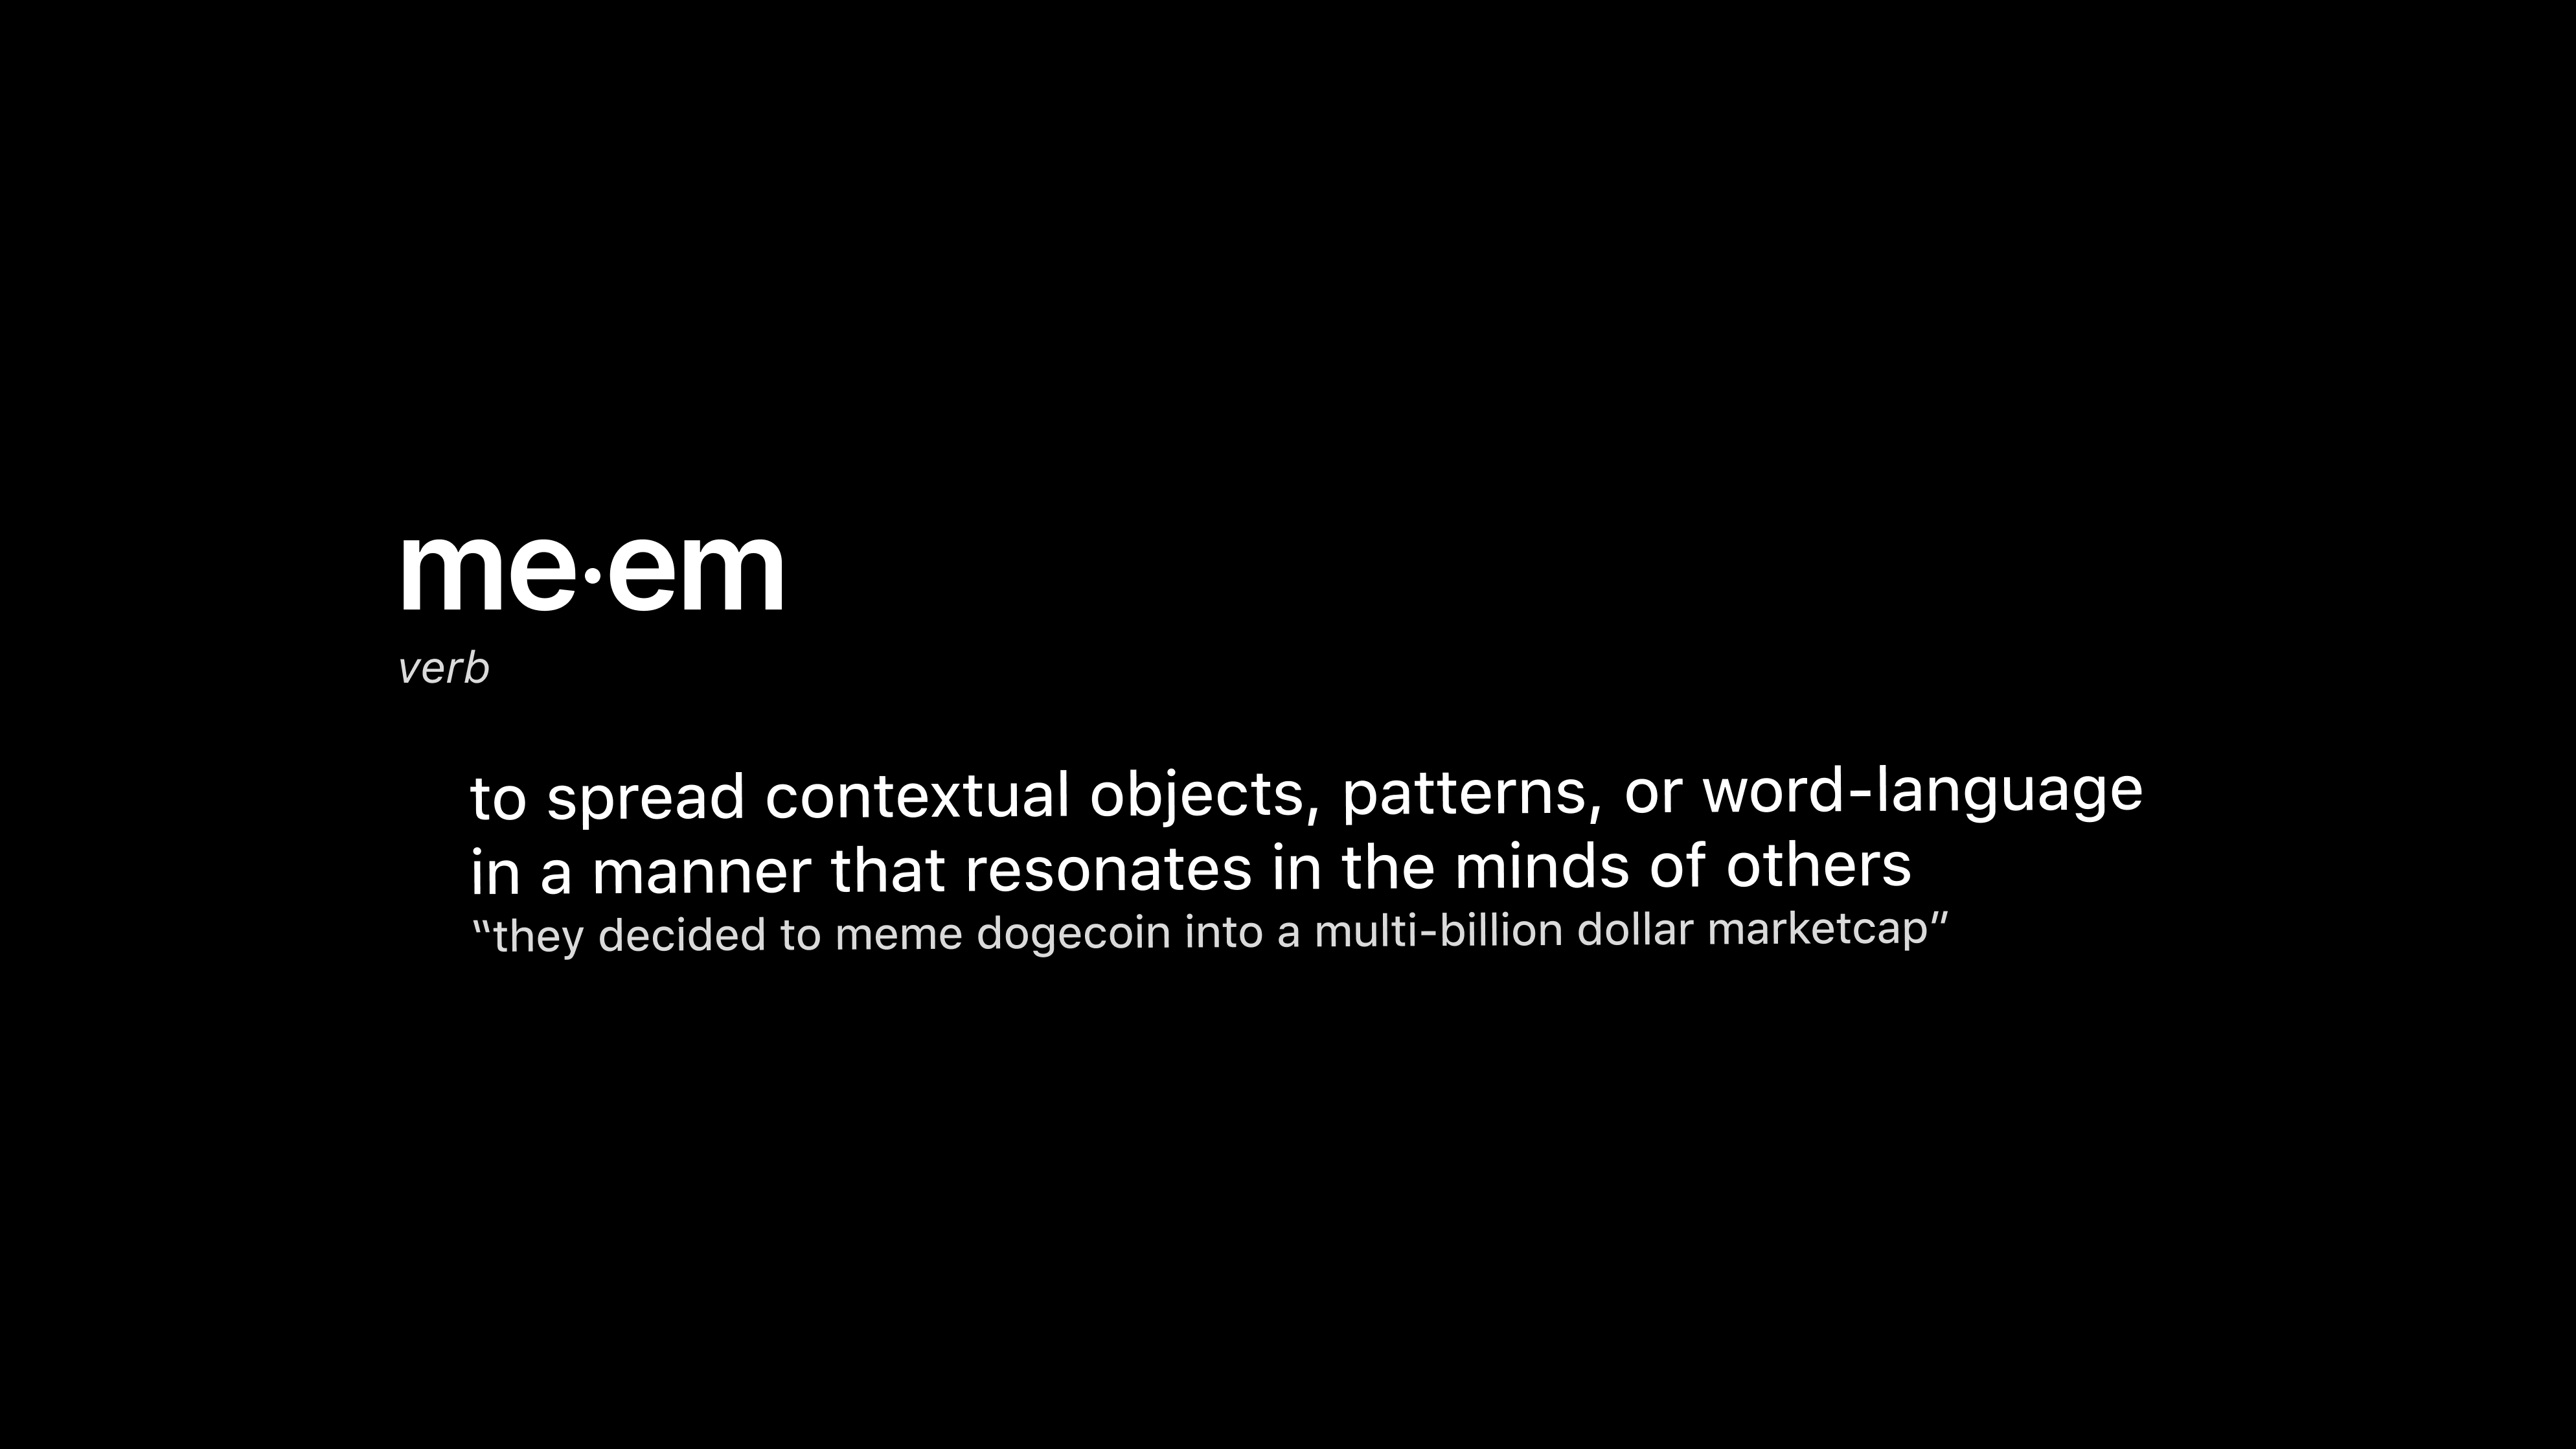 me·em
verb
to spread contextual objects, patterns, or word-language
in a manner that resonates in the minds of others
“they decided to meme dogecoin into a multi-billion dollar marketcap”